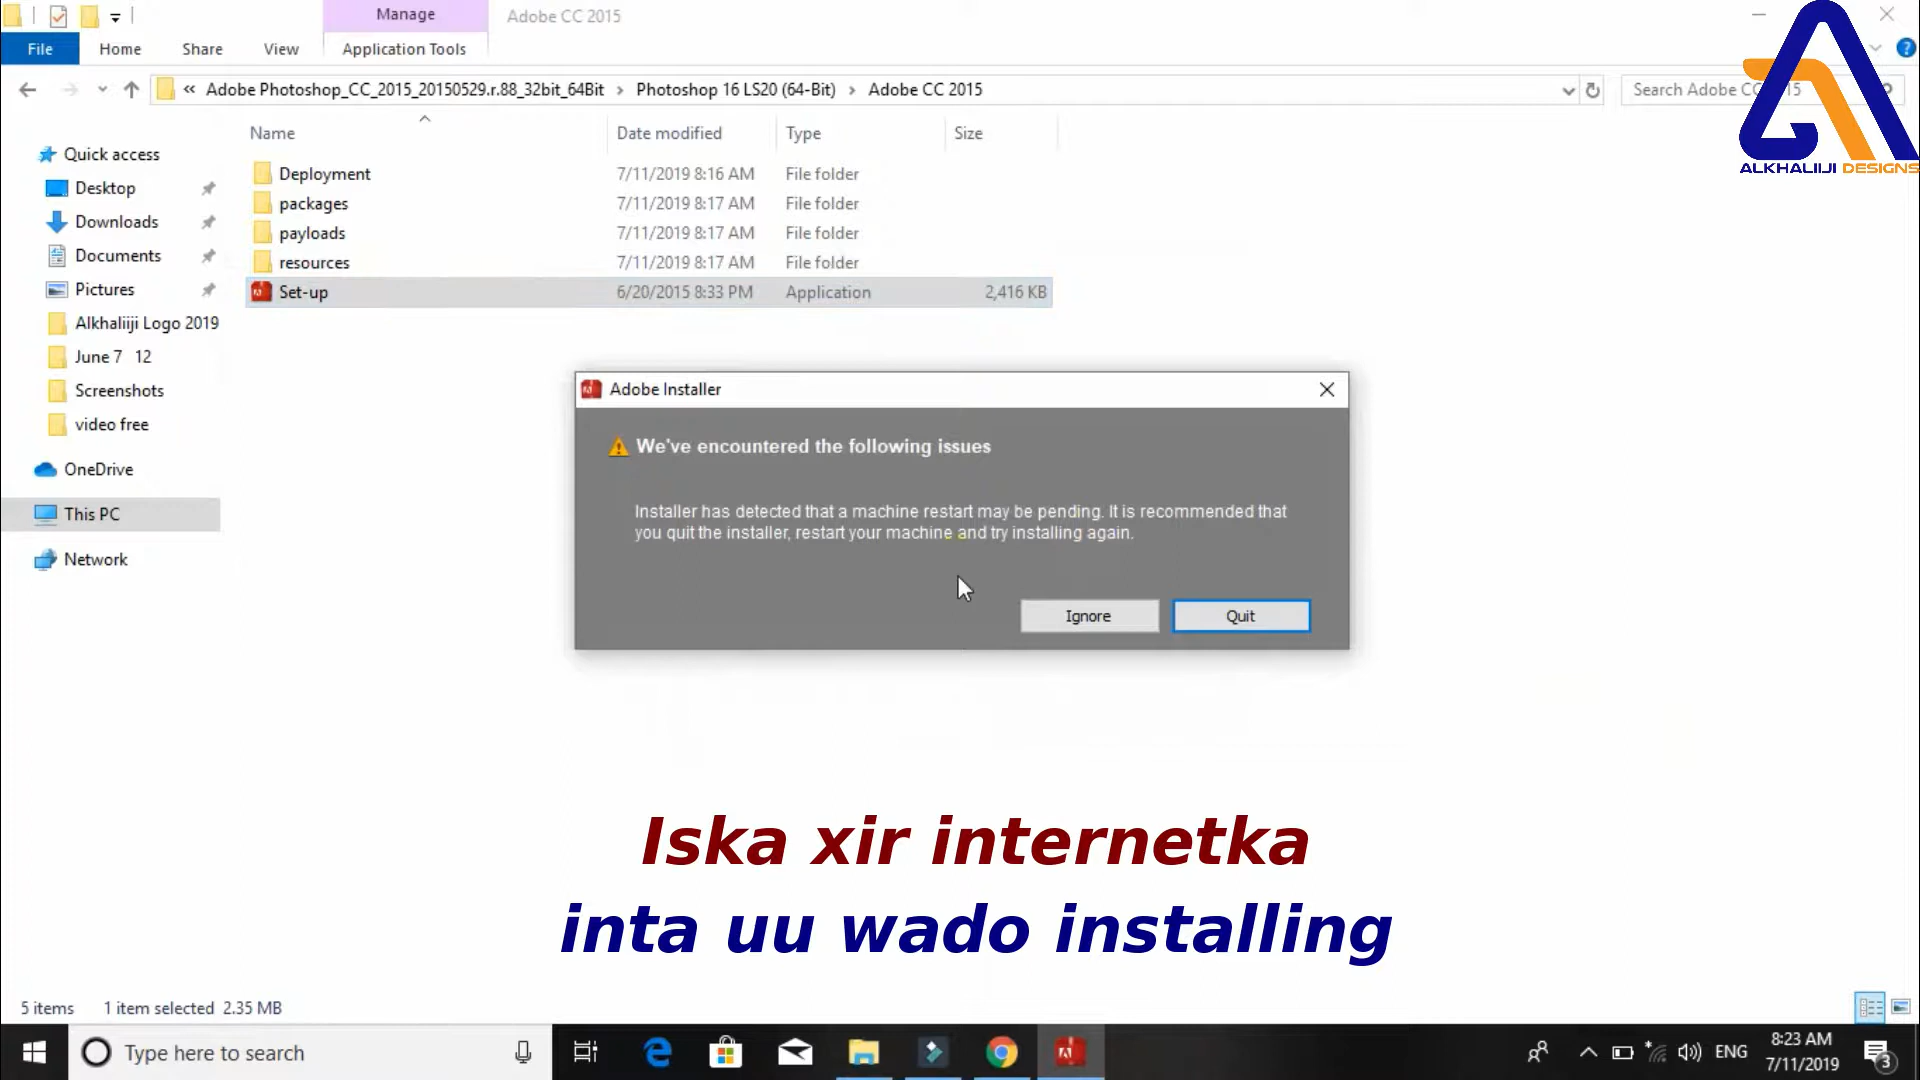 Manage
Adobe CC 2015
File
Home
Share
View
Application Tools
« Adobe Photoshop_CC_2015_20150529.r.88_32bit_64Bit > Photoshop 16 LS20 (64-Bit) > Adobe CC 2015
Search Adobe CC 2015
ALKHALIIJI DESIGNS
Name
Date modified
Type
Size
Quick access
Desktop
Downloads
Documents
Pictures
Alkhaliiji Logo 2019
June 7 12
Screenshots
video free
OneDrive
This PC
Network
Deployment 7/11/2019 8:16 AM File folder
packages 7/11/2019 8:17 AM File folder
payloads 7/11/2019 8:17 AM File folder
resources 7/11/2019 8:17 AM File folder
Set-up 6/20/2015 8:33 PM Application 2,416 KB
Adobe Installer
We've encountered the following issues
Installer has detected that a machine restart may be pending. It is recommended that
you quit the installer, restart your machine and try installing again.
Ignore
Quit
Iska xir internetka
inta uu wado installing
5 items 1 item selected 2.35 MB
Type here to search
ENG
8:23 AM
7/11/2019
3